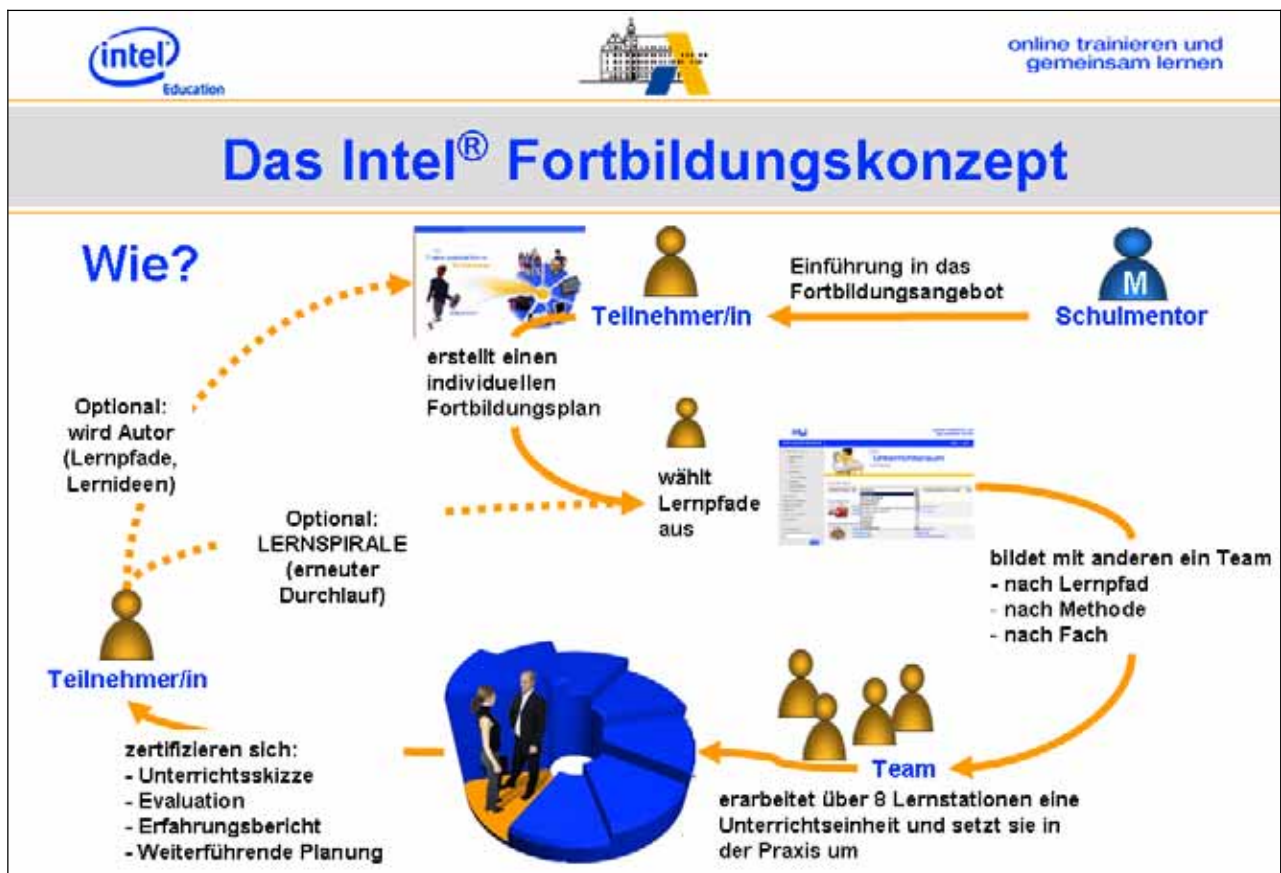 intel
Education
online trainieren und
gemeinsam lernen
Das Intel® Fortbildungskonzept
Wie?
Teilnehmer/in
Einführung in das
Fortbildungsangebot
M
Schulmentor
erstellt einen
individuellen
Fortbildungsplan
Optional:
wird Autor
(Lernpfade,
Lernideen)
wählt
Lernpfade
aus
Unterrichtsraum
Optional:
LERNSPIRALE
(erneuter
Durchlauf)
bildet mit anderen ein Team
- nach Lernpfad
- nach Methode
- nach Fach
Teilnehmer/in
Team
erarbeitet über 8 Lernstationen eine
Unterrichtseinheit und setzt sie in
der Praxis um
zertifizieren sich:
- Unterrichtsskizze
- Evaluation
- Erfahrungsbericht
- Weiterführende Planung